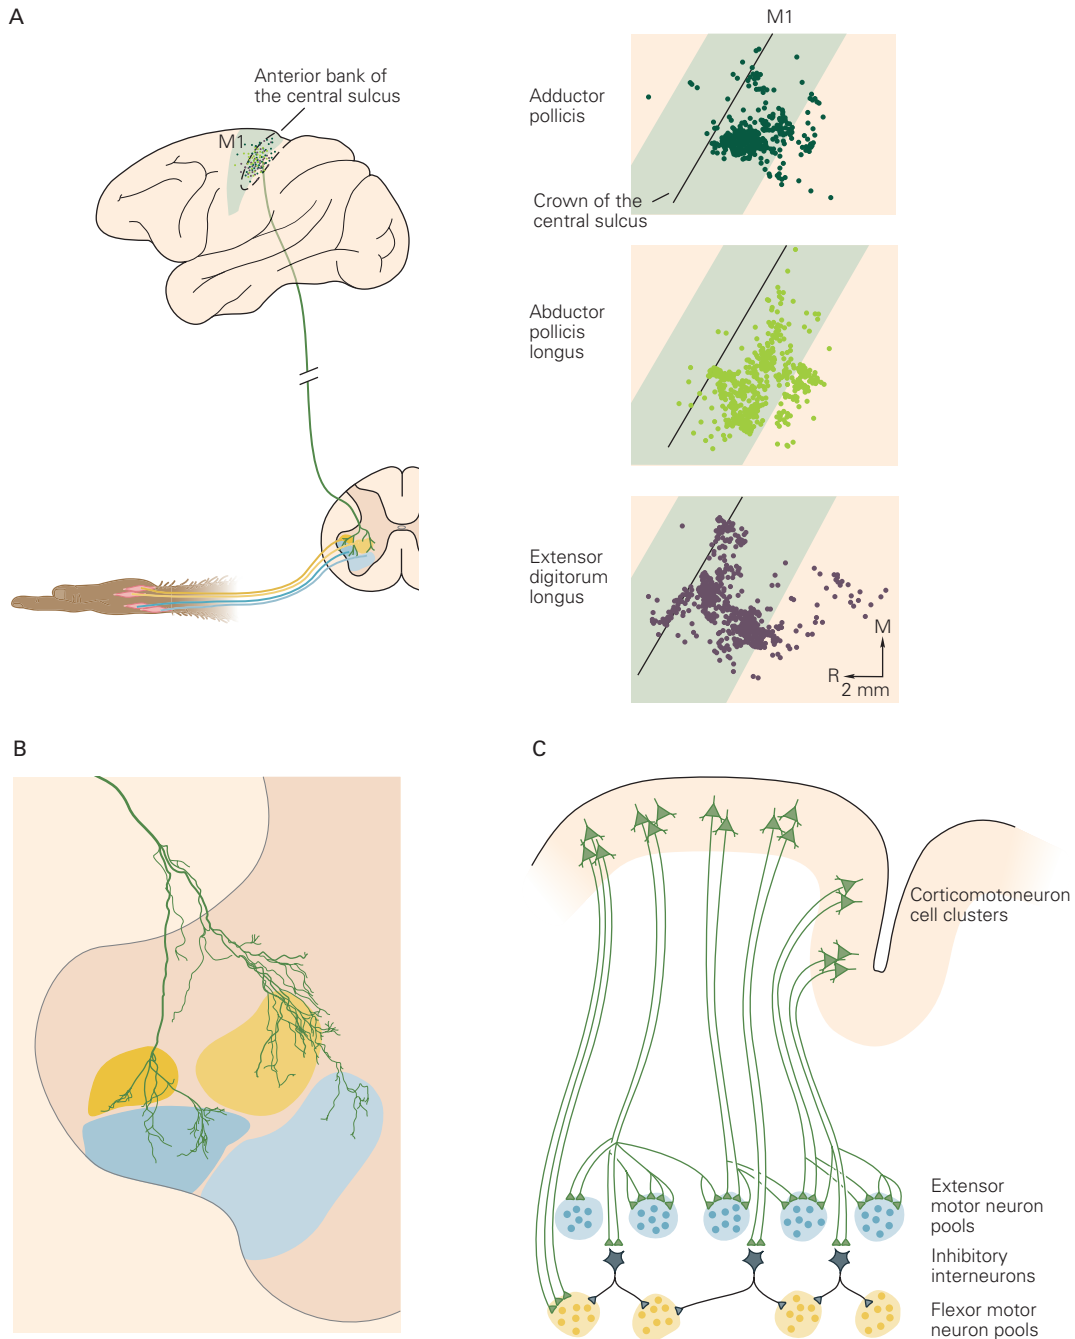 A
Anterior bank of
the central sulcus
M1
M1
Adductor
pollicis
Crown of the
central sulcus
Abductor
pollicis
longus
Extensor
digitorum
longus
M
R
2 mm
B
C
Corticomotoneuron
cell clusters
Extensor
motor neuron
pools
Inhibitory
interneurons
Flexor motor
neuron pools